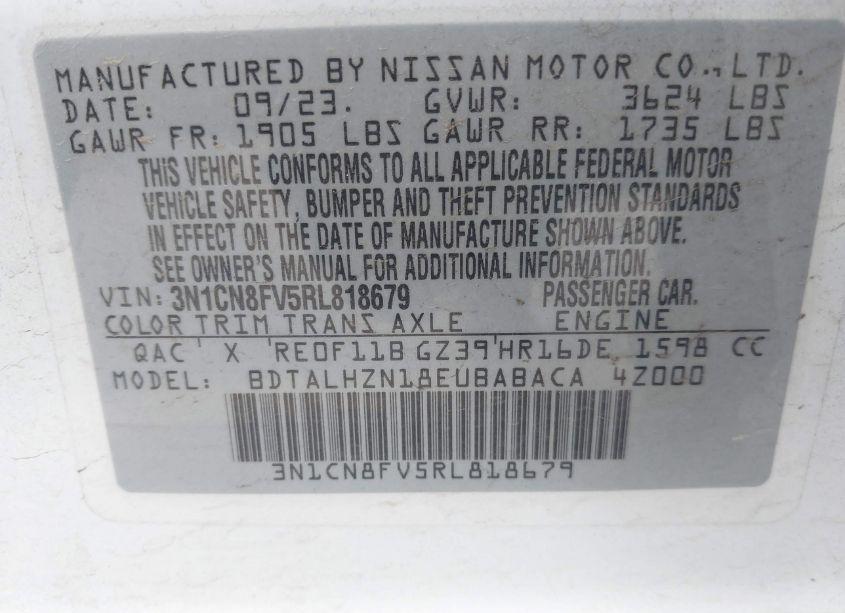 MANUFACTURED BY NISSAN MOTOR CO., LTD.
DATE: 09/23. GVWR: 3624 LBS
GAWR FR: 1905 LBS GAWR RR: 1735 LBS
THIS VEHICLE CONFORMS TO ALL APPLICABLE FEDERAL MOTOR
VEHICLE SAFETY, BUMPER AND THEFT PREVENTION STANDARDS
IN EFFECT ON THE DATE OF MANUFACTURE SHOWN ABOVE.
SEE OWNER'S MANUAL FOR ADDITIONAL INFORMATION
VIN: 3N1CN8FV5RL818679 PASSENGER CAR.
COLOR TRIM TRANS AXLE ENGINE
QAC ' X 'RE0F11B GZ39'HR16DE 1598 CC
MODEL: BDTALHZN18EUBABACA 4Z000
3N1CN8FV5RL818679